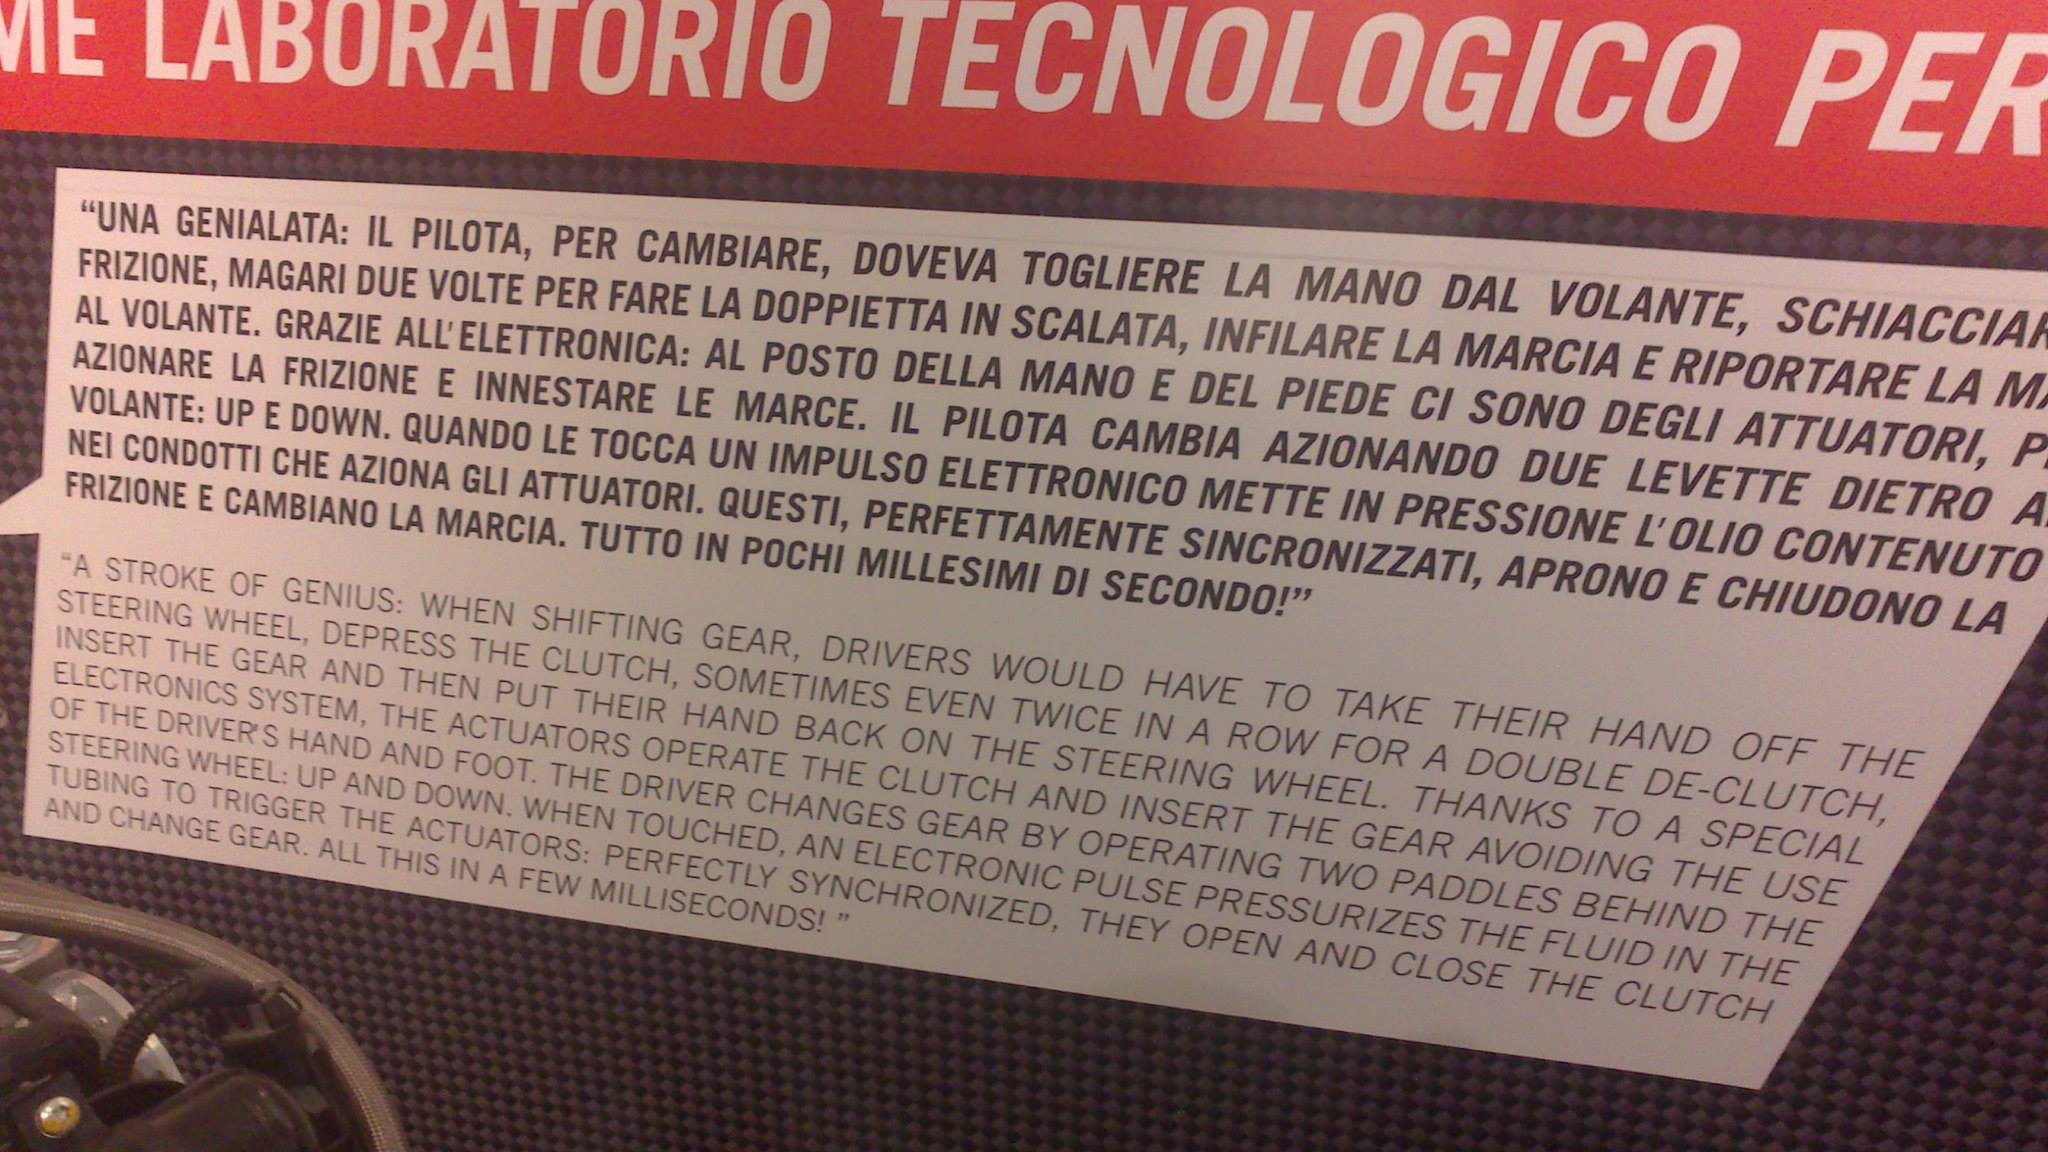 ME LABORATORIO TECNOLOGICO PER
“UNA GENIALATA: IL PILOTA, PER CAMBIARE, DOVEVA TOGLIERE LA MANO DAL VOLANTE, SCHIACCIAR
FRIZIONE, MAGARI DUE VOLTE PER FARE LA DOPPIETTA IN SCALATA, INFILARE LA MARCIA E RIPORTARE LA MA
AL VOLANTE. GRAZIE ALL'ELETTRONICA: AL POSTO DELLA MANO E DEL PIEDE CI SONO DEGLI ATTUATORI, P
AZIONARE LA FRIZIONE E INNESTARE LE MARCE. IL PILOTA CAMBIA AZIONANDO DUE LEVETTE DIETRO A
VOLANTE: UP E DOWN. QUANDO LE TOCCA UN IMPULSO ELETTRONICO METTE IN PRESSIONE L'OLIO CONTENUTO
NEI CONDOTTI CHE AZIONA GLI ATTUATORI. QUESTI, PERFETTAMENTE SINCRONIZZATI, APRONO E CHIUDONO LA
FRIZIONE E CAMBIANO LA MARCIA. TUTTO IN POCHI MILLESIMI DI SECONDO!”
“A STROKE OF GENIUS: WHEN SHIFTING GEAR, DRIVERS WOULD HAVE TO TAKE THEIR HAND OFF THE
STEERING WHEEL, DEPRESS THE CLUTCH, SOMETIMES EVEN TWICE IN A ROW FOR A DOUBLE DE-CLUTCH,
INSERT THE GEAR AND THEN PUT THEIR HAND BACK ON THE STEERING WHEEL. THANKS TO A SPECIAL
ELECTRONICS SYSTEM, THE ACTUATORS OPERATE THE CLUTCH AND INSERT THE GEAR AVOIDING THE USE
OF THE DRIVER'S HAND AND FOOT. THE DRIVER CHANGES GEAR BY OPERATING TWO PADDLES BEHIND THE
STEERING WHEEL: UP AND DOWN. WHEN TOUCHED, AN ELECTRONIC PULSE PRESSURIZES THE FLUID IN THE
TUBING TO TRIGGER THE ACTUATORS: PERFECTLY SYNCHRONIZED, THEY OPEN AND CLOSE THE CLUTCH
AND CHANGE GEAR. ALL THIS IN A FEW MILLISECONDS! ”